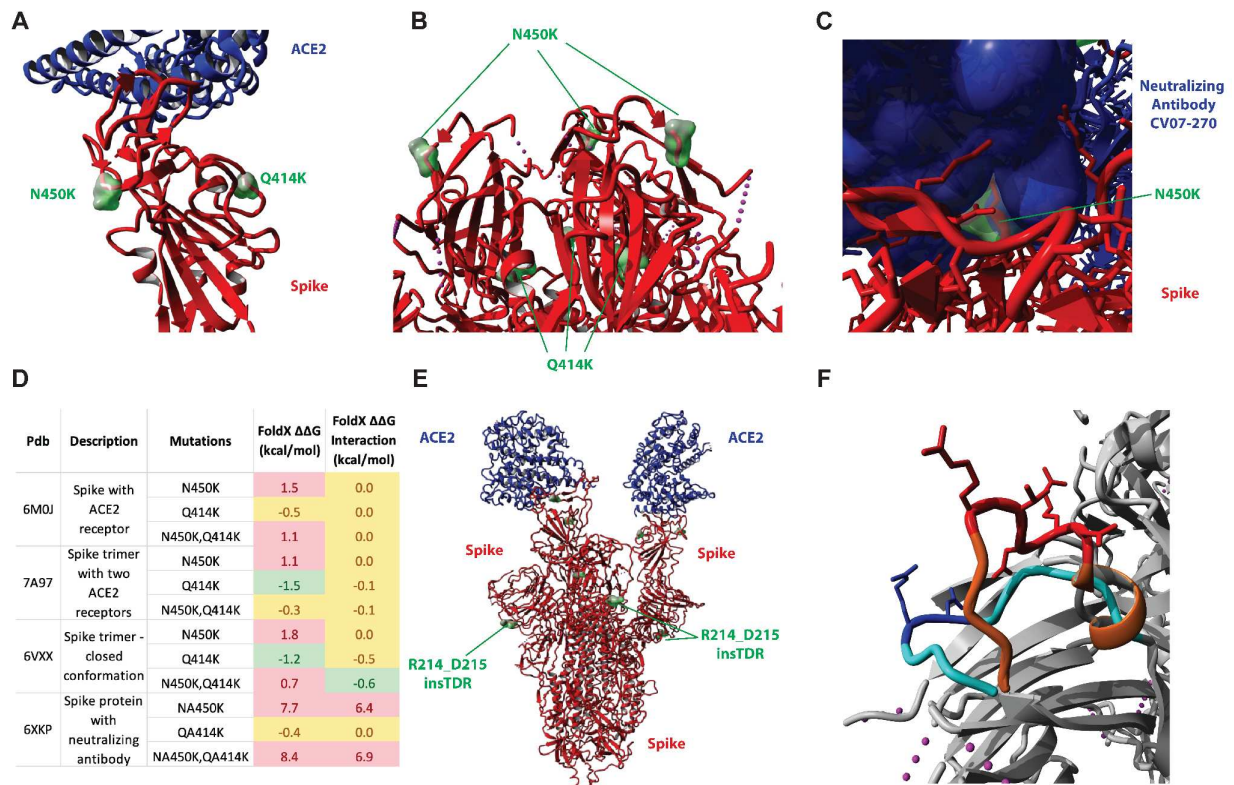 A
ACE2
N450K
Q414K
Spike
B
N450K
Q414K
C
Neutralizing
Antibody
CV07-270
N450K
Spike
D
Pdb Description Mutations FoldX ΔΔG (kcal/mol) FoldX ΔΔG Interaction (kcal/mol)
6M0J Spike with ACE2 receptor N450K 1.5 0.0
Q414K -0.5 0.0
N450K,Q414K 1.1 0.0
7A97 Spike trimer with two ACE2 receptors N450K 1.1 0.0
Q414K -1.5 -0.1
N450K,Q414K -0.3 -0.1
6VXX Spike trimer - closed conformation N450K 1.8 0.0
Q414K -1.2 -0.5
N450K,Q414K 0.7 -0.6
6XKP Spike protein with neutralizing antibody NA450K 7.7 6.4
QA414K -0.4 0.0
NA450K,QA414K 8.4 6.9
E
ACE2
ACE2
Spike
Spike
R214_D215
insTDR
R214_D215
insTDR
Spike
F